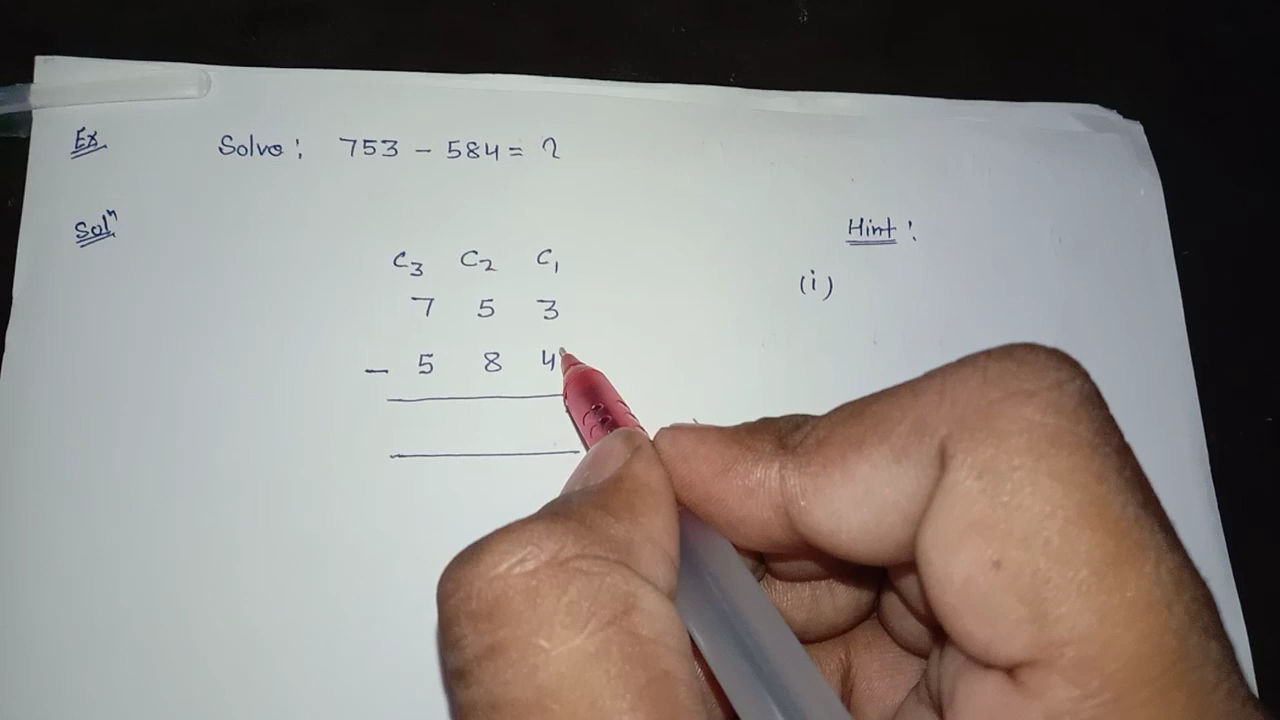 Ex Solve: 753 - 584 = ?
Solⁿ Hint:
C₃ C₂ C₁
(i)
7 5 3
- 5 8 4